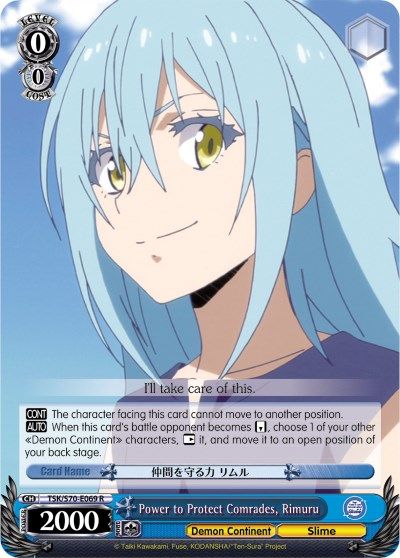 LEVEL
0
0
COST
I'll take care of this.
CONT The character facing this card cannot move to another position.
AUTO When this card's battle opponent becomes, choose 1 of your other
«Demon Continent» characters, it, and move it to an open position
of your back stage.
Card Name
仲間を守る力 リムル
CH TSK/S70-E069 R
POWER
2000
SOUL
Power to Protect Comrades, Rimuru
Demon Continent
Slime
© Taiki Kawakami, Fuse, KODANSHA/"Ten-Sura" Project